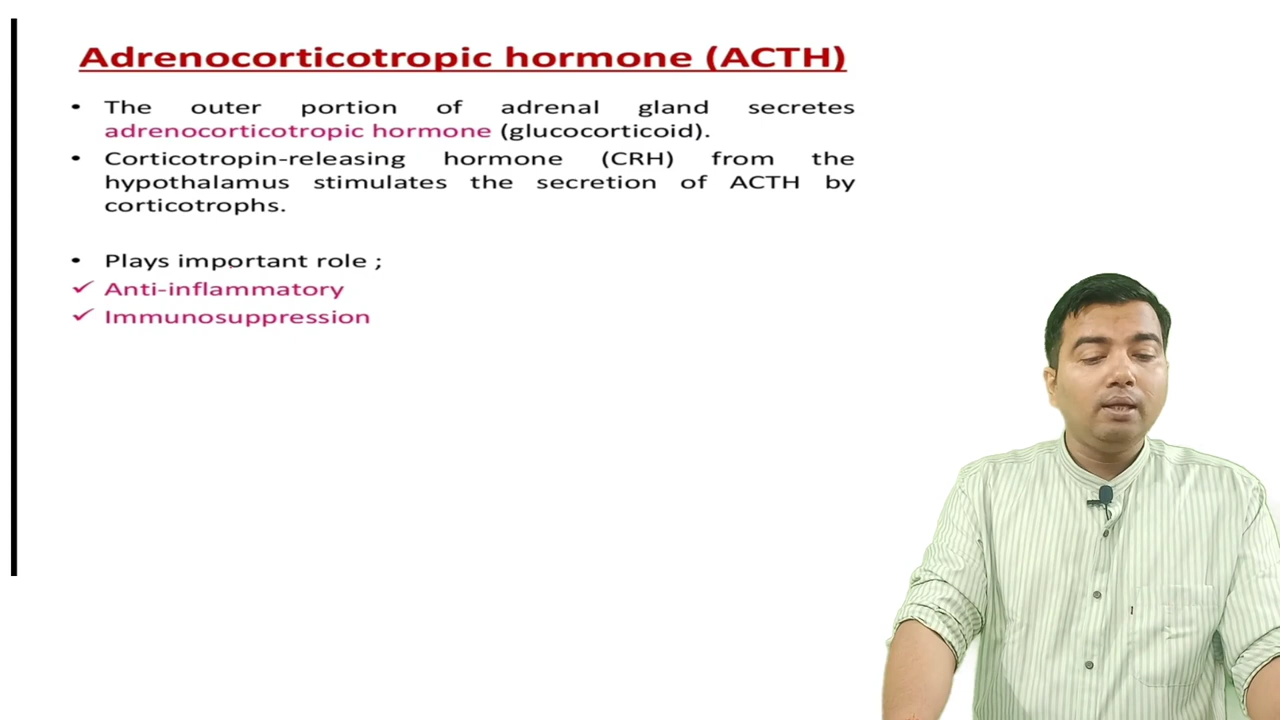 Adrenocorticotropic hormone (ACTH)
• The outer portion of adrenal gland secretes
adrenocorticotropic hormone (glucocorticoid).
• Corticotropin-releasing hormone (CRH) from the
hypothalamus stimulates the secretion of ACTH by
corticotrophs.
• Plays important role ;
✓ Anti-inflammatory
✓ Immunosuppression